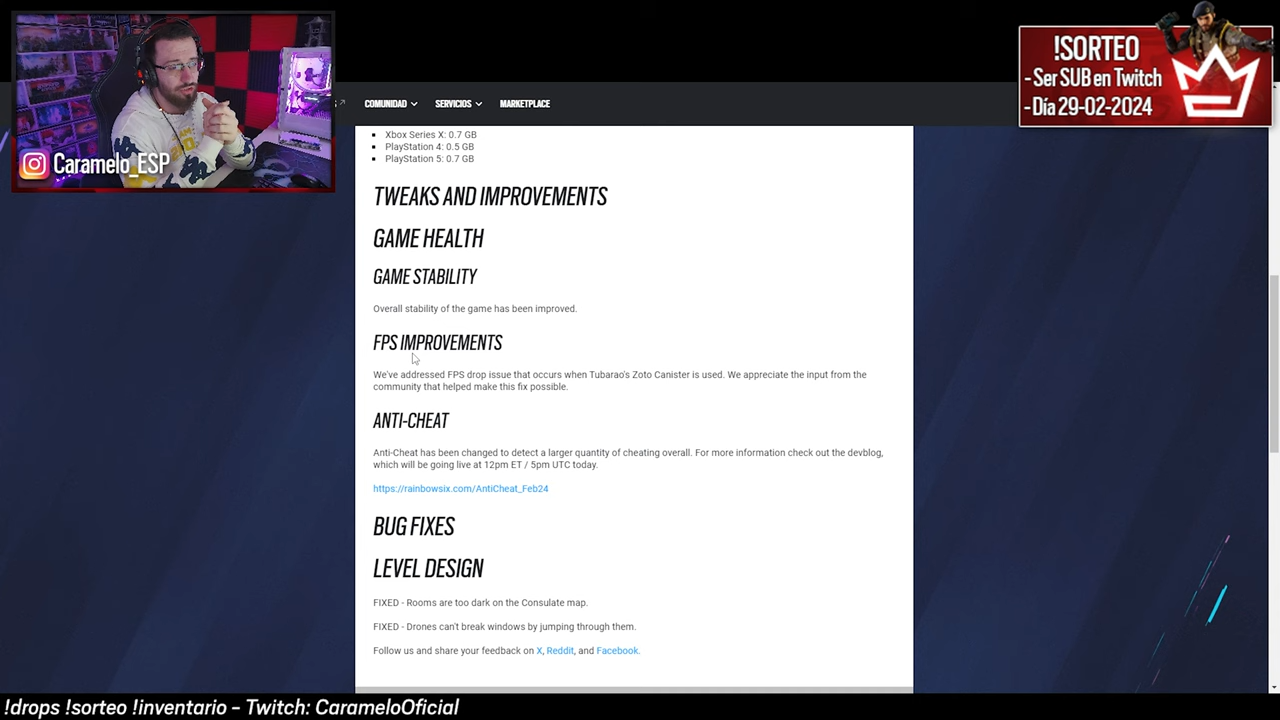 !SORTEO
- Ser SUB en Twitch
- Día 29-02-2024
COMUNIDAD
SERVICIOS
MARKETPLACE
Caramelo_ESP
Xbox Series X: 0.7 GB
PlayStation 4: 0.5 GB
PlayStation 5: 0.7 GB
TWEAKS AND IMPROVEMENTS
GAME HEALTH
GAME STABILITY
Overall stability of the game has been improved.
FPS IMPROVEMENTS
We've addressed FPS drop issue that occurs when Tubarao's Zoto Canister is used. We appreciate the input from the
community that helped make this fix possible.
ANTI-CHEAT
Anti-Cheat has been changed to detect a larger quantity of cheating overall. For more information check out the devblog,
which will be going live at 12pm ET / 5pm UTC today.
https://rainbowsix.com/AntiCheat_Feb24
BUG FIXES
LEVEL DESIGN
FIXED - Rooms are too dark on the Consulate map.
FIXED - Drones can't break windows by jumping through them.
Follow us and share your feedback on X, Reddit, and Facebook.
!drops !sorteo !inventario - Twitch: CarameloOficial